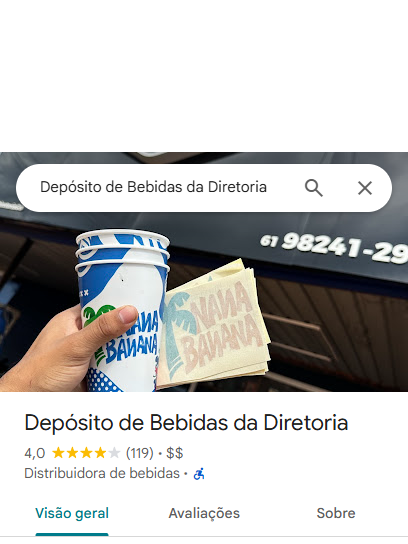 Depósito de Bebidas da Diretoria
61 98241-29
NANA
BANANA
NANA
BANANA
Depósito de Bebidas da Diretoria
4,0 (119) · $$
Distribuidora de bebidas ·
Visão geral Avaliações Sobre